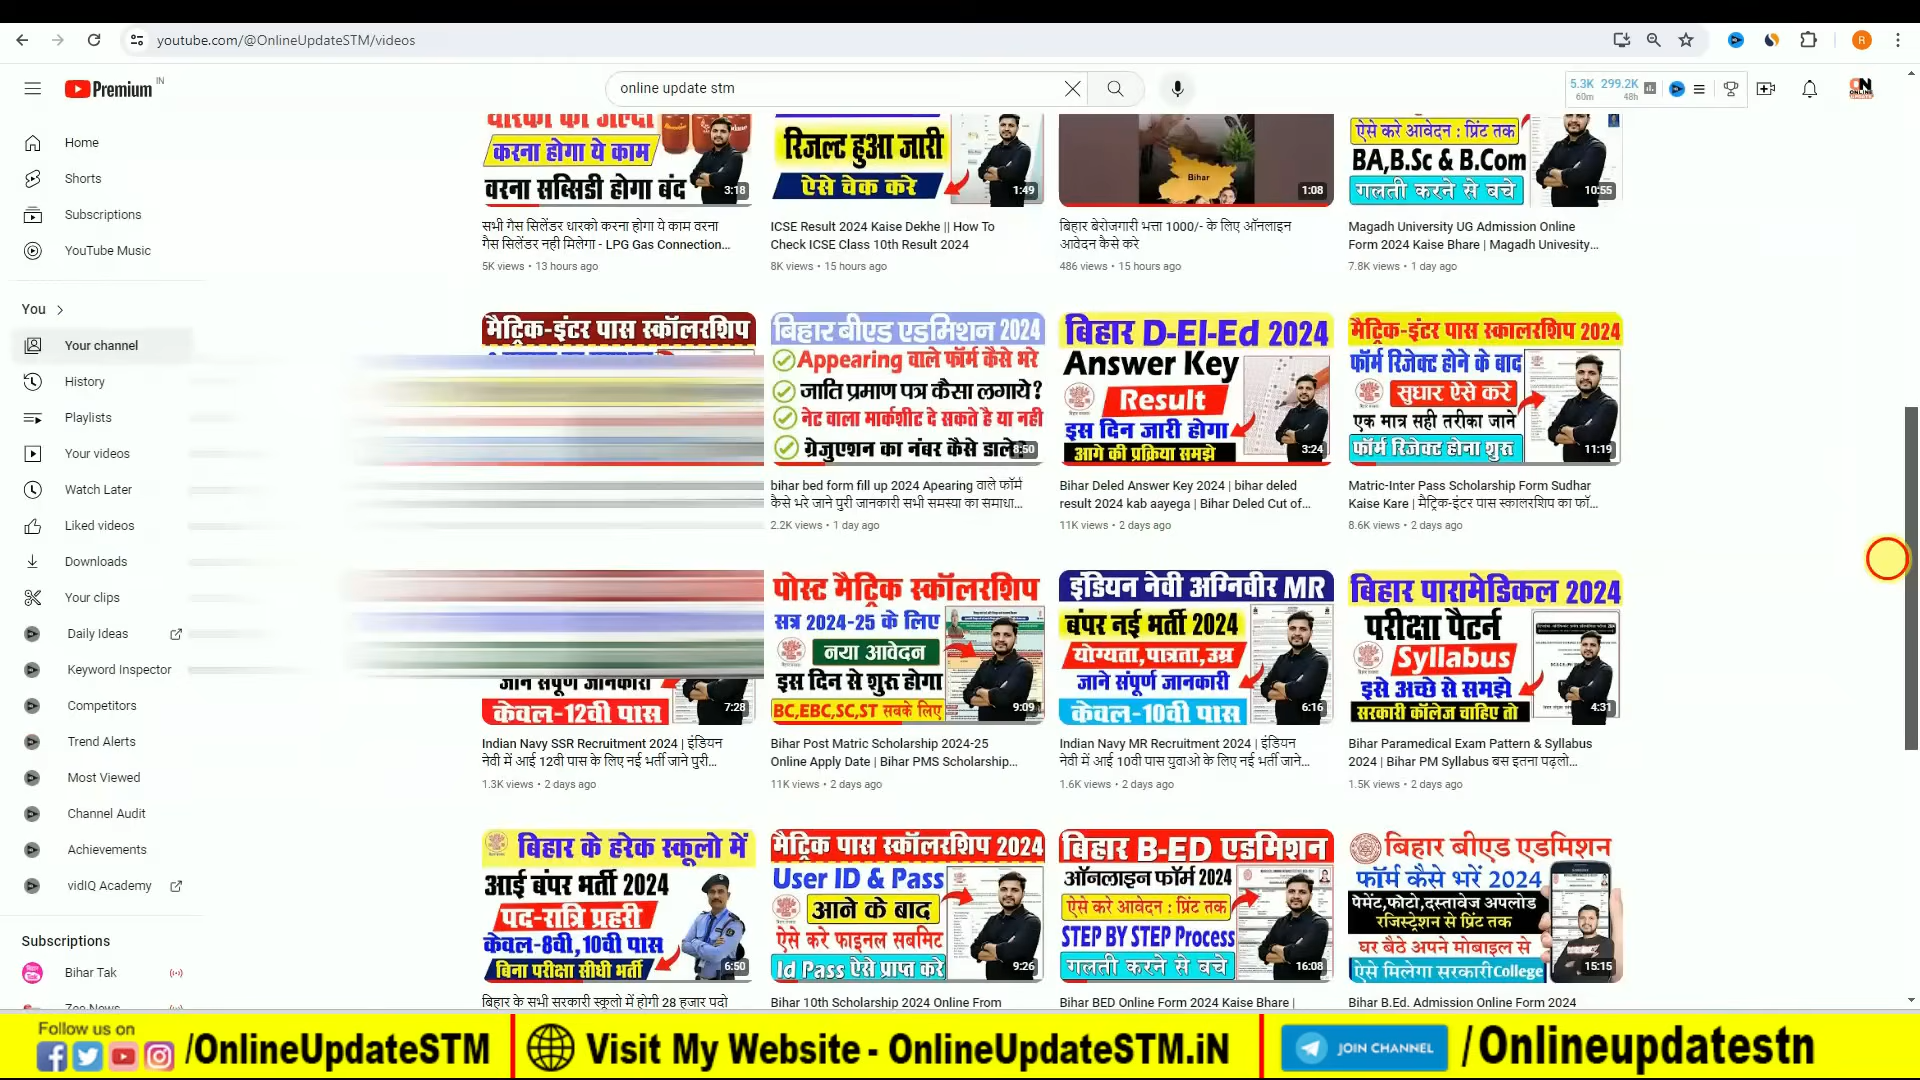 youtube.com/@OnlineUpdateSTM/videos
R
Premium IN
online update stm
5.3K 299.2K
60m 48h
Home
Shorts
Subscriptions
YouTube Music
You
Your channel
History
Playlists
Your videos
Watch Later
Liked videos
Downloads
Your clips
Daily Ideas
Keyword Inspector
Competitors
Trend Alerts
Most Viewed
Channel Audit
Achievements
vidIQ Academy
Subscriptions
Bihar Tak
करना होगा ये काम
वरना सब्सिडी होगा बंद
3:18
सभी गैस सिलेंडर धारको करना होगा ये काम वरना
गैस सिलेंडर नही मिलेगा - LPG Gas Connection...
5K views • 13 hours ago
रिजल्ट हुआ जारी
ऐसे चेक करे
1:49
ICSE Result 2024 Kaise Dekhe || How To
Check ICSE Class 10th Result 2024
8K views • 15 hours ago
Bihar
1:08
बिहार बेरोजगारी भत्ता 1000/- के लिए ऑनलाइन
आवेदन कैसे करे
486 views • 15 hours ago
ऐसे करे आवेदन : प्रिंट तक
BA,B.Sc & B.Com
गलती करने से बचे
10:55
Magadh University UG Admission Online
Form 2024 Kaise Bhare | Magadh Univesity...
7.8K views • 1 day ago
मैट्रिक-इंटर पास स्कॉलरशिप
बिहार बीएड एडमिशन 2024
Appearing वाले फॉर्म कैसे भरे
जाति प्रमाण पत्र कैसा लगाये?
नेट वाला मार्कशीट दे सकते है या नही
ग्रेजुएशन का नंबर कैसे डाले
8:50
bihar bed form fill up 2024 Apearing वाले फॉर्म
कैसे भरे जाने पुरी जानकारी सभी समस्या का समाधा...
2.2K views • 1 day ago
बिहार D-El-Ed 2024
Answer Key
Result
इस दिन जारी होगा
आगे की प्रक्रिया समझे
3:24
Bihar Deled Answer Key 2024 | bihar deled
result 2024 kab aayega | Bihar Deled Cut of...
11K views • 2 days ago
मैट्रिक-इंटर पास स्कालरशिप 2024
फॉर्म रिजेक्ट होने के बाद
सुधार ऐसे करे
एक मात्र सही तरीका जाने
फॉर्म रिजेक्ट होना शुरु
11:19
Matric-Inter Pass Scholarship Form Sudhar
Kaise Kare | मैट्रिक-इंटर पास स्कालरशिप का फॉ...
8.6K views • 2 days ago
जाने संपूर्ण जानकारी
केवल-12वी पास
7:28
Indian Navy SSR Recruitment 2024 | इंडियन
नेवी में आई 12वी पास के लिए नई भर्ती जाने पुरी...
1.3K views • 2 days ago
पोस्ट मैट्रिक स्कॉलरशिप
सत्र 2024-25 के लिए
नया आवेदन
इस दिन से शुरू होगा
BC,EBC,SC,ST सबके लिए
9:09
Bihar Post Matric Scholarship 2024-25
Online Apply Date | Bihar PMS Scholarship...
11K views • 2 days ago
इंडियन नेवी अग्निवीर MR
बंपर नई भर्ती 2024
योग्यता,पात्रता,उम्र
जाने संपूर्ण जानकारी
केवल-10वी पास
6:16
Indian Navy MR Recruitment 2024 | इंडियन
नेवी में आई 10वी पास युवाओ के लिए नई भर्ती जाने...
1.6K views • 2 days ago
बिहार पारामेडिकल 2024
परीक्षा पैटर्न
Syllabus
इसे अच्छे से समझे
सरकारी कॉलेज चाहिए तो
4:31
Bihar Paramedical Exam Pattern & Syllabus
2024 | Bihar PM Syllabus बस इतना पढ़लो...
1.5K views • 2 days ago
बिहार के हरेक स्कूलो में
आई बंपर भर्ती 2024
पद-रात्रि प्रहरी
केवल-8वी, 10वी पास
बिना परीक्षा सीधी भर्ती
6:50
बिहार के सभी सरकारी स्कूलो में होगी 28 हजार पदो
मैट्रिक पास स्कॉलरशिप 2024
User ID & Pass
आने के बाद
ऐसे करे फाइनल सबमिट
Id Pass ऐसे प्राप्त करे
9:26
Bihar 10th Scholarship 2024 Online From
बिहार B-ED एडमिशन
ऑनलाइन फॉर्म 2024
ऐसे करे आवेदन : प्रिंट तक
STEP BY STEP Process
गलती करने से बचे
16:08
Bihar BED Online Form 2024 Kaise Bhare |
बिहार बीएड एडमिशन
फॉर्म कैसे भरें 2024
पेमेंट,फोटो,दस्तावेज अपलोड
रजिस्ट्रेशन से प्रिंट तक
घर बैठे अपने मोबाइल से
ऐसे मिलेगा सरकारी College
15:15
Bihar B.Ed. Admission Online Form 2024
Follow us on
/OnlineUpdateSTM
Visit My Website - OnlineUpdateSTM.iN
JOIN CHANNEL
/Onlineupdatestn